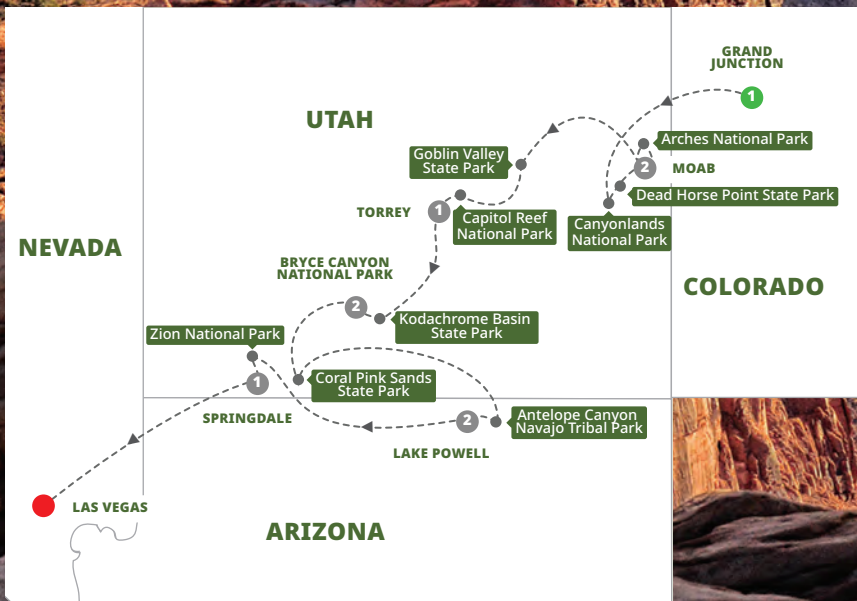 GRAND
JUNCTION
1
UTAH
Arches National Park
Goblin Valley
State Park
2
MOAB
Dead Horse Point State Park
TORREY
1
Capitol Reef
National Park
Canyonlands
National Park
NEVADA
BRYCE CANYON
NATIONAL PARK
COLORADO
2
Kodachrome Basin
State Park
Zion National Park
1
Coral Pink Sands
State Park
SPRINGDALE
2
Antelope Canyon
Navajo Tribal Park
LAKE POWELL
LAS VEGAS
ARIZONA